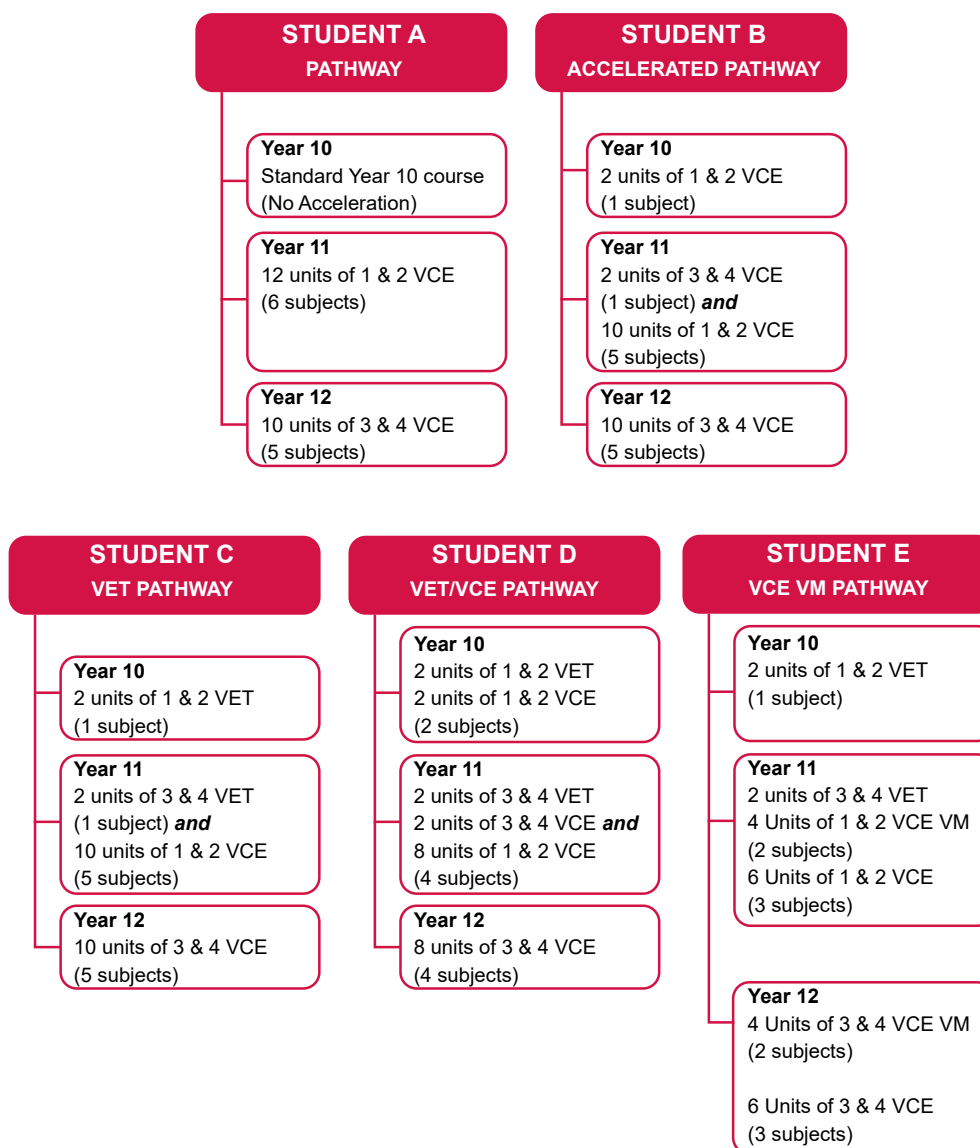 STUDENT A
PATHWAY
Year 10
Standard Year 10 course
(No Acceleration)
Year 11
12 units of 1 & 2 VCE
(6 subjects)
Year 12
10 units of 3 & 4 VCE
(5 subjects)
STUDENT B
ACCELERATED PATHWAY
Year 10
2 units of 1 & 2 VCE
(1 subject)
Year 11
2 units of 3 & 4 VCE
(1 subject) and
10 units of 1 & 2 VCE
(5 subjects)
Year 12
10 units of 3 & 4 VCE
(5 subjects)
STUDENT C
VET PATHWAY
Year 10
2 units of 1 & 2 VET
(1 subject)
Year 11
2 units of 3 & 4 VET
(1 subject) and
10 units of 1 & 2 VCE
(5 subjects)
Year 12
10 units of 3 & 4 VCE
(5 subjects)
STUDENT D
VET/VCE PATHWAY
Year 10
2 units of 1 & 2 VET
2 units of 1 & 2 VCE
(2 subjects)
Year 11
2 units of 3 & 4 VET
2 units of 3 & 4 VCE and
8 units of 1 & 2 VCE
(4 subjects)
Year 12
8 units of 3 & 4 VCE
(4 subjects)
STUDENT E
VCE VM PATHWAY
Year 10
2 units of 1 & 2 VET
(1 subject)
Year 11
2 units of 3 & 4 VET
4 Units of 1 & 2 VCE VM
(2 subjects)
6 Units of 1 & 2 VCE
(3 subjects)
Year 12
4 Units of 3 & 4 VCE VM
(2 subjects)
6 Units of 3 & 4 VCE
(3 subjects)